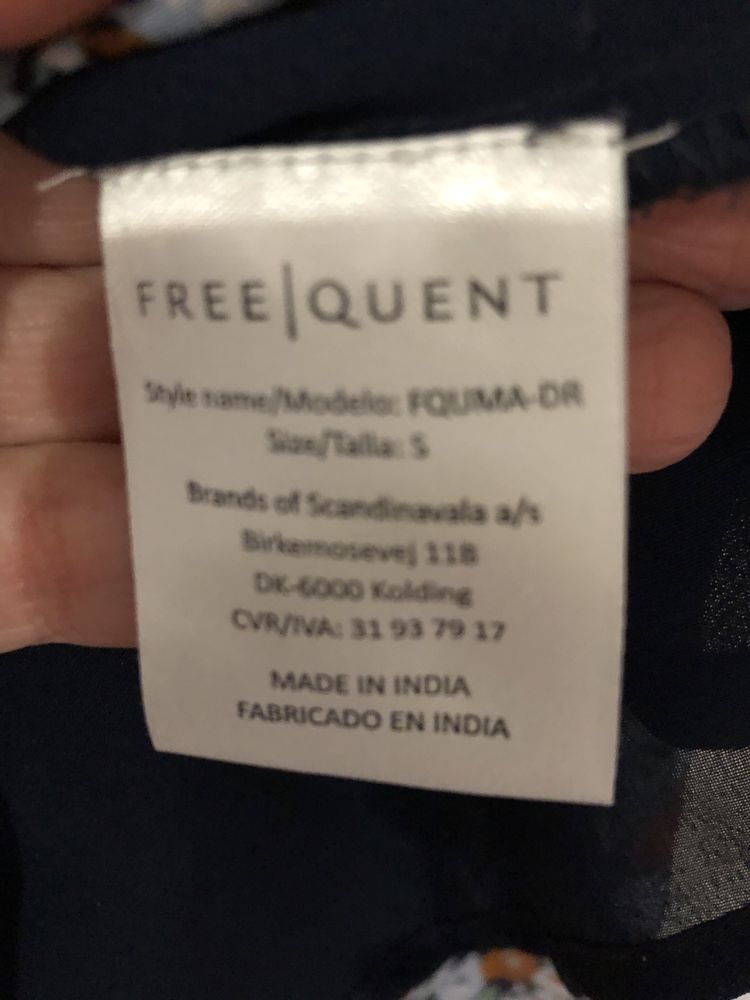 FREE|QUENT
Style name/Modelo: FQUMA-DR
Size/Talla: S
Brands of Scandinavaia a/s
Birkemosevej 11B
DK-6000 Kolding
CVR/IVA: 31 93 79 17
MADE IN INDIA
FABRICADO EN INDIA